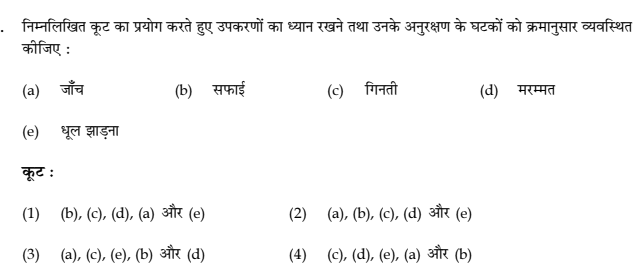 . निम्नलिखित कूट का प्रयोग करते हुए उपकरणों का ध्यान रखने तथा उनके अनुरक्षण के घटकों को क्रमानुसार व्यवस्थित
कीजिए :
(a) जाँच (b) सफाई (c) गिनती (d) मरम्मत
(e) धूल झाड़ना
कूट :
(1) (b), (c), (d), (a) और (e) (2) (a), (b), (c), (d) और (e)
(3) (a), (c), (e), (b) और (d) (4) (c), (d), (e), (a) और (b)